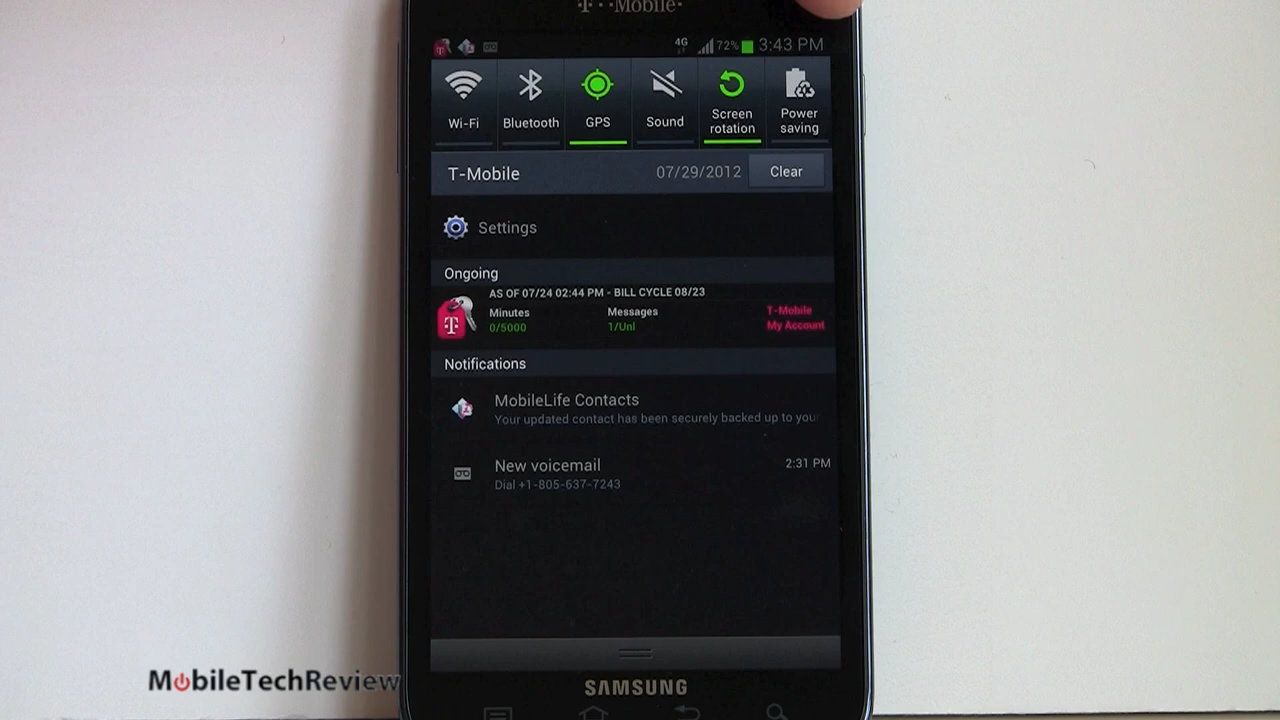 T··Mobile·
4G 72% 3:43 PM
Wi-Fi Bluetooth GPS Sound Screen rotation Power saving
T-Mobile 07/29/2012 Clear
Settings
Ongoing
AS OF 07/24 02:44 PM - BILL CYCLE 08/23
Minutes Messages T-Mobile
0/5000 1/Unl My Account
Notifications
MobileLife Contacts
Your updated contact has been securely backed up to your
New voicemail 2:31 PM
Dial +1-805-637-7243
MobileTechReview
SAMSUNG